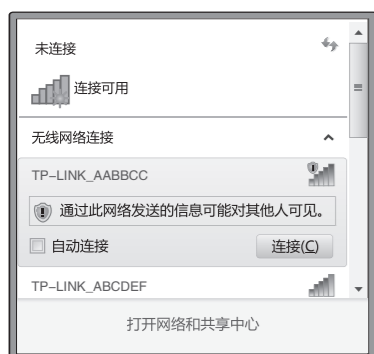 未连接
连接可用
无线网络连接
TP-LINK_AABBCC
通过此网络发送的信息可能对其他人可见。
自动连接 连接(C)
TP-LINK_ABCDEF
打开网络和共享中心